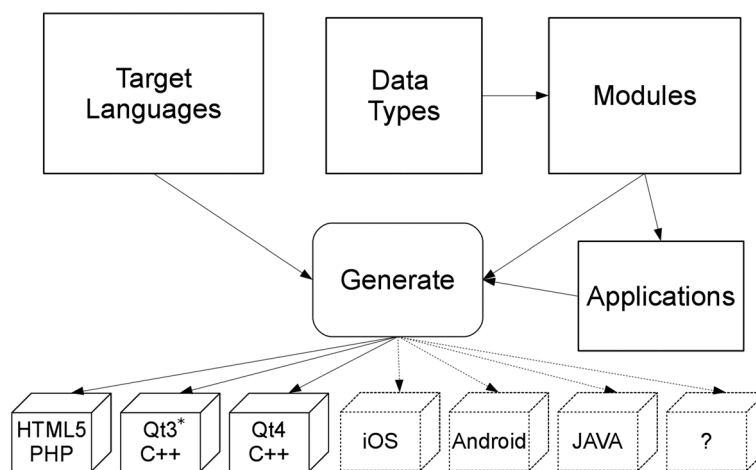 Target
Languages
Data
Types
Modules
Generate
Applications
HTML5
PHP
Qt3*
C++
Qt4
C++
iOS
Android
JAVA
?